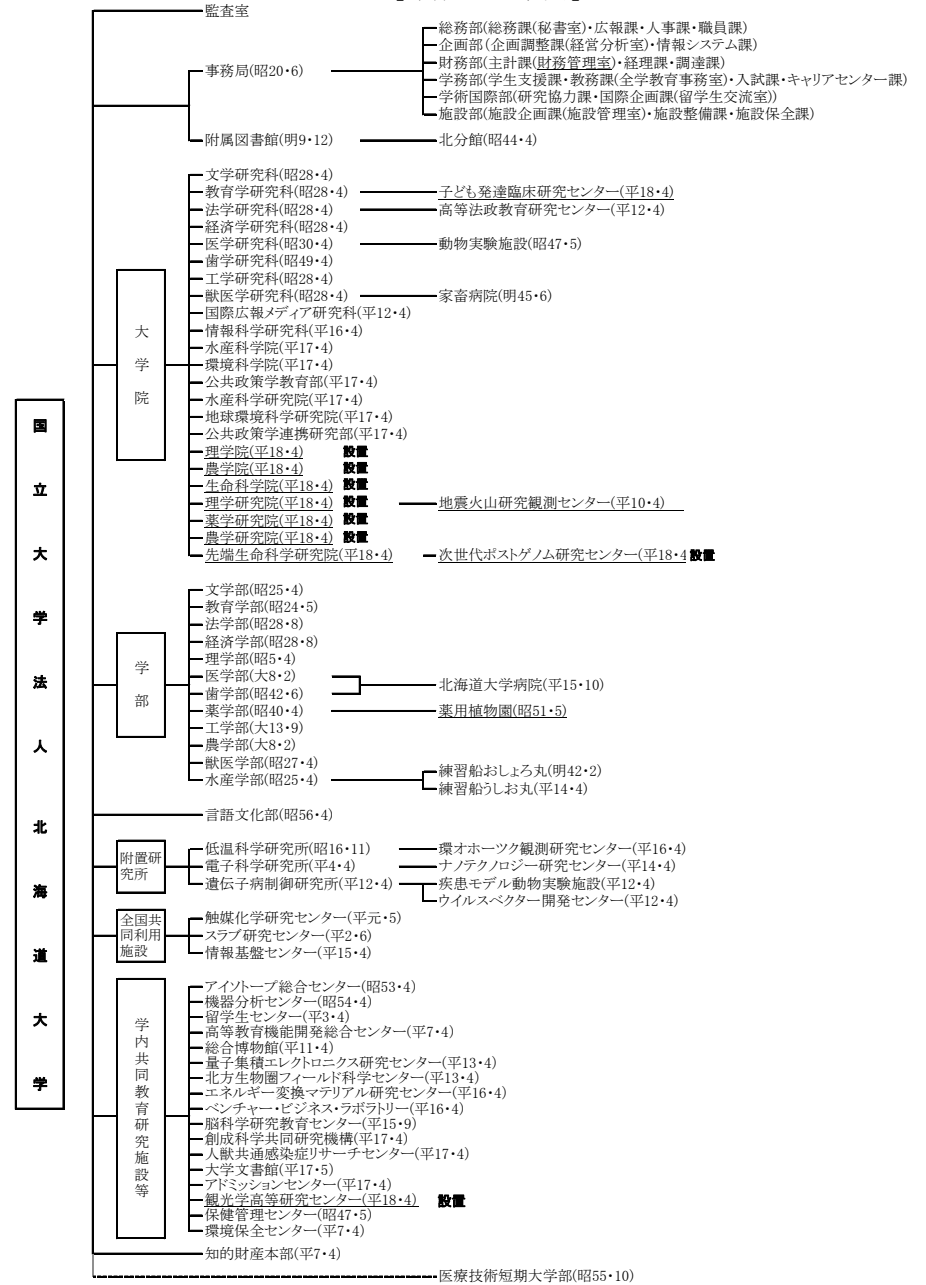 監査室
総務部(総務課(秘書室)・広報課・人事課・職員課)
企画部(企画調整課(経営分析室)・情報システム課)
財務部(主計課(財務管理室)・経理課・調達課)
事務局(昭20・6)
学務部(学生支援課・教務課(全学教育事務室)・入試課・キャリアセンター課)
学術国際部(研究協力課・国際企画課(留学生交流室))
施設部(施設企画課(施設管理室)・施設整備課・施設保全課)
附属図書館(明9・12) 北分館(昭44・4)
文学研究科(昭28・4)
教育学研究科(昭28・4) 子ども発達臨床研究センター(平18・4)
法学研究科(昭28・4) 高等法政教育研究センター(平12・4)
経済学研究科(昭28・4)
医学研究科(昭30・4) 動物実験施設(昭47・5)
歯学研究科(昭49・4)
工学研究科(昭28・4)
獣医学研究科(昭28・4) 家畜病院(明45・6)
国際広報メディア研究科(平12・4)
情報科学研究科(平16・4)
水産科学院(平17・4)
大学院
環境科学院(平17・4)
公共政策学教育部(平17・4)
水産科学研究院(平17・4)
地球環境科学研究院(平17・4)
公共政策学連携研究部(平17・4)
理学院(平18・4) 設置
農学院(平18・4) 設置
生命科学院(平18・4) 設置
理学研究院(平18・4) 設置 地震火山研究観測センター(平10・4)
薬学研究院(平18・4) 設置
農学研究院(平18・4) 設置
先端生命科学研究院(平18・4) 次世代ポストゲノム研究センター(平18・4 設置
国立大学法人北海道大学
文学部(昭25・4)
教育学部(昭24・5)
法学部(昭28・8)
経済学部(昭28・8)
理学部(昭5・4)
学部
医学部(大8・2)
北海道大学病院(平15・10)
歯学部(昭42・6)
薬学部(昭40・4) 薬用植物園(昭51・5)
工学部(大13・9)
農学部(大8・2)
獣医学部(昭27・4)
水産学部(昭25・4)
練習船おしょろ丸(明42・2)
練習船うしお丸(平14・4)
言語文化部(昭56・4)
附置研
究所
低温科学研究所(昭16・11) 環オホーツク観測研究センター(平16・4)
電子科学研究所(平4・4) ナノテクノロジー研究センター(平14・4)
遺伝子病制御研究所(平12・4) 疾患モデル動物実験施設(平12・4)
ウイルスベクター開発センター(平12・4)
全国共
同利用
施設
触媒化学研究センター(平元・5)
スラブ研究センター(平2・6)
情報基盤センター(平15・4)
学内共同教育研究施設等
アイソトープ総合センター(昭53・4)
機器分析センター(昭54・4)
留学生センター(平3・4)
高等教育機能開発総合センター(平7・4)
総合博物館(平11・4)
量子集積エレクトロニクス研究センター(平13・4)
北方生物圏フィールド科学センター(平13・4)
エネルギー変換マテリアル研究センター(平16・4)
ベンチャー・ビジネス・ラボラトリー(平16・4)
脳科学研究教育センター(平15・9)
創成科学共同研究機構(平17・4)
人獣共通感染症リサーチセンター(平17・4)
大学文書館(平17・5)
アドミッションセンター(平17・4)
観光学高等研究センター(平18・4) 設置
保健管理センター(昭47・5)
環境保全センター(平7・4)
知的財産本部(平7・4)
医療技術短期大学部(昭55・10)